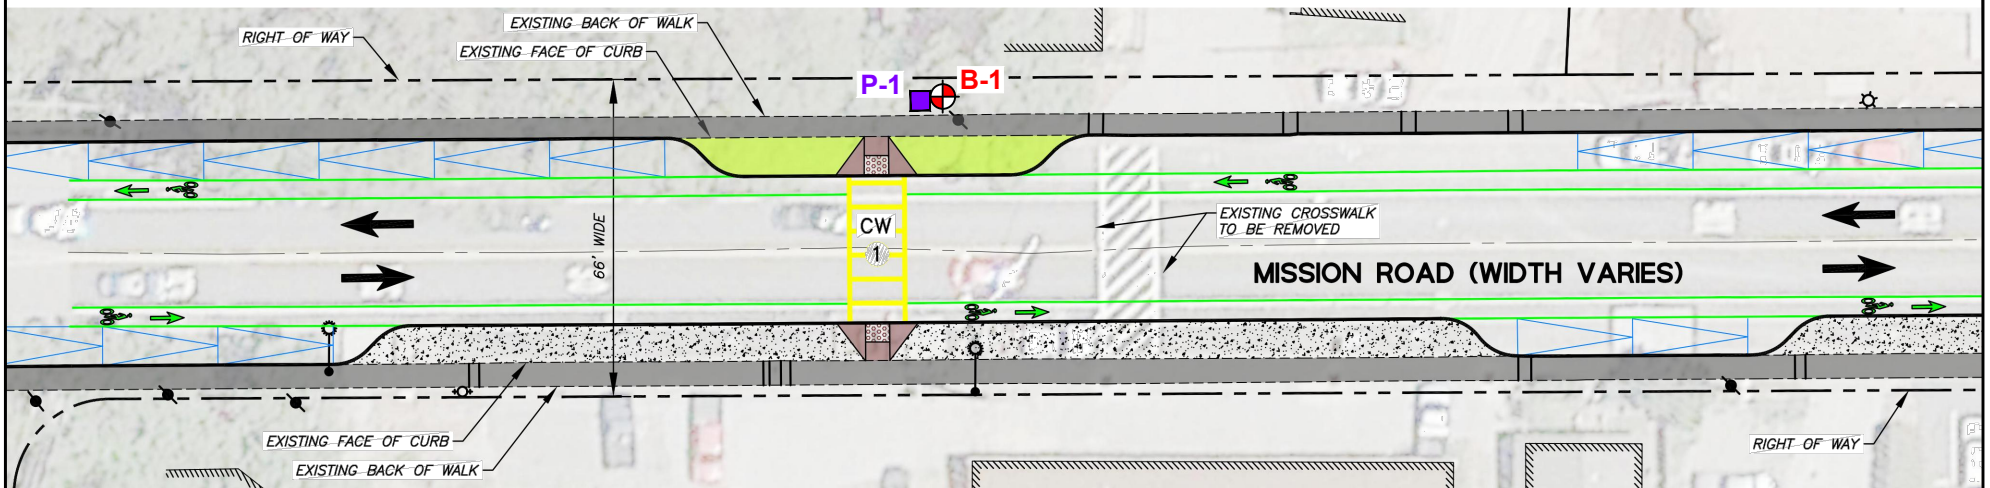 EXISTING BACK OF WALK
RIGHT OF WAY
EXISTING FACE OF CURB
P-1
B-1
66' WIDE
CW
1
EXISTING CROSSWALK
TO BE REMOVED
MISSION ROAD (WIDTH VARIES)
EXISTING FACE OF CURB
EXISTING BACK OF WALK
RIGHT OF WAY